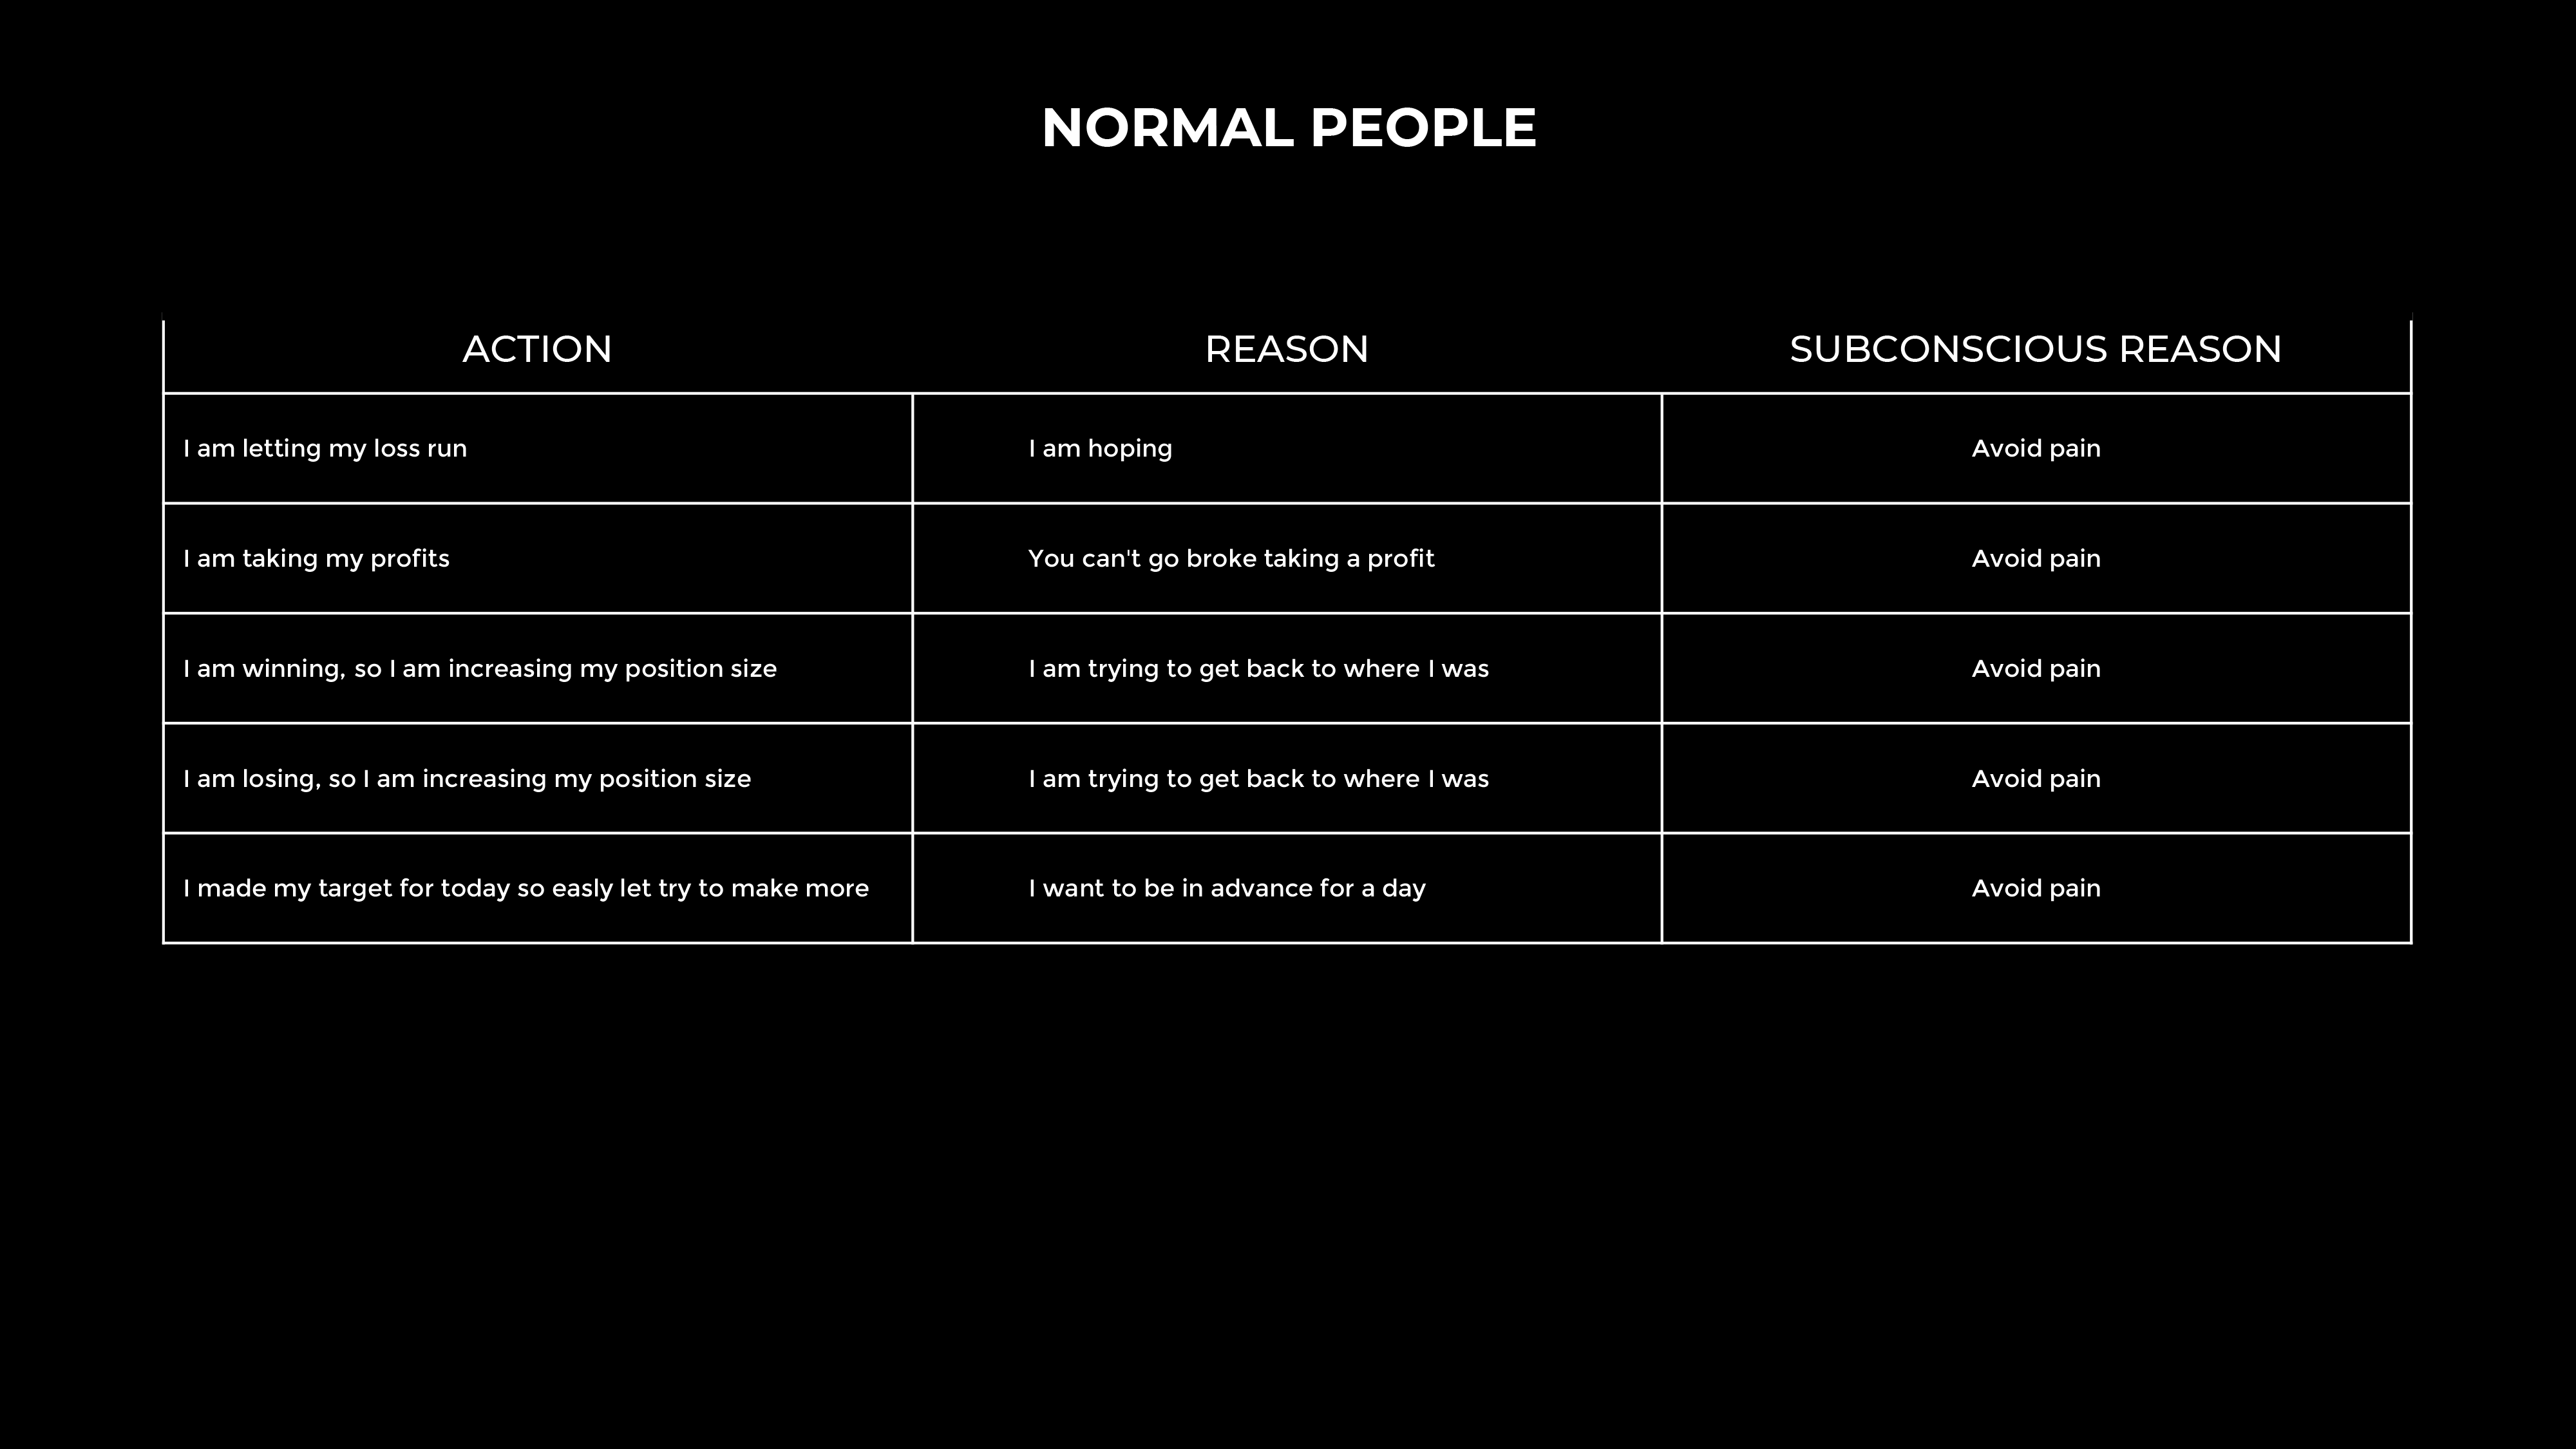 NORMAL PEOPLE
ACTION REASON SUBCONSCIOUS REASON
I am letting my loss run I am hoping Avoid pain
I am taking my profits You can't go broke taking a profit Avoid pain
I am winning, so I am increasing my position size I am trying to get back to where I was Avoid pain
I am losing, so I am increasing my position size I am trying to get back to where I was Avoid pain
I made my target for today so easly let try to make more I want to be in advance for a day Avoid pain